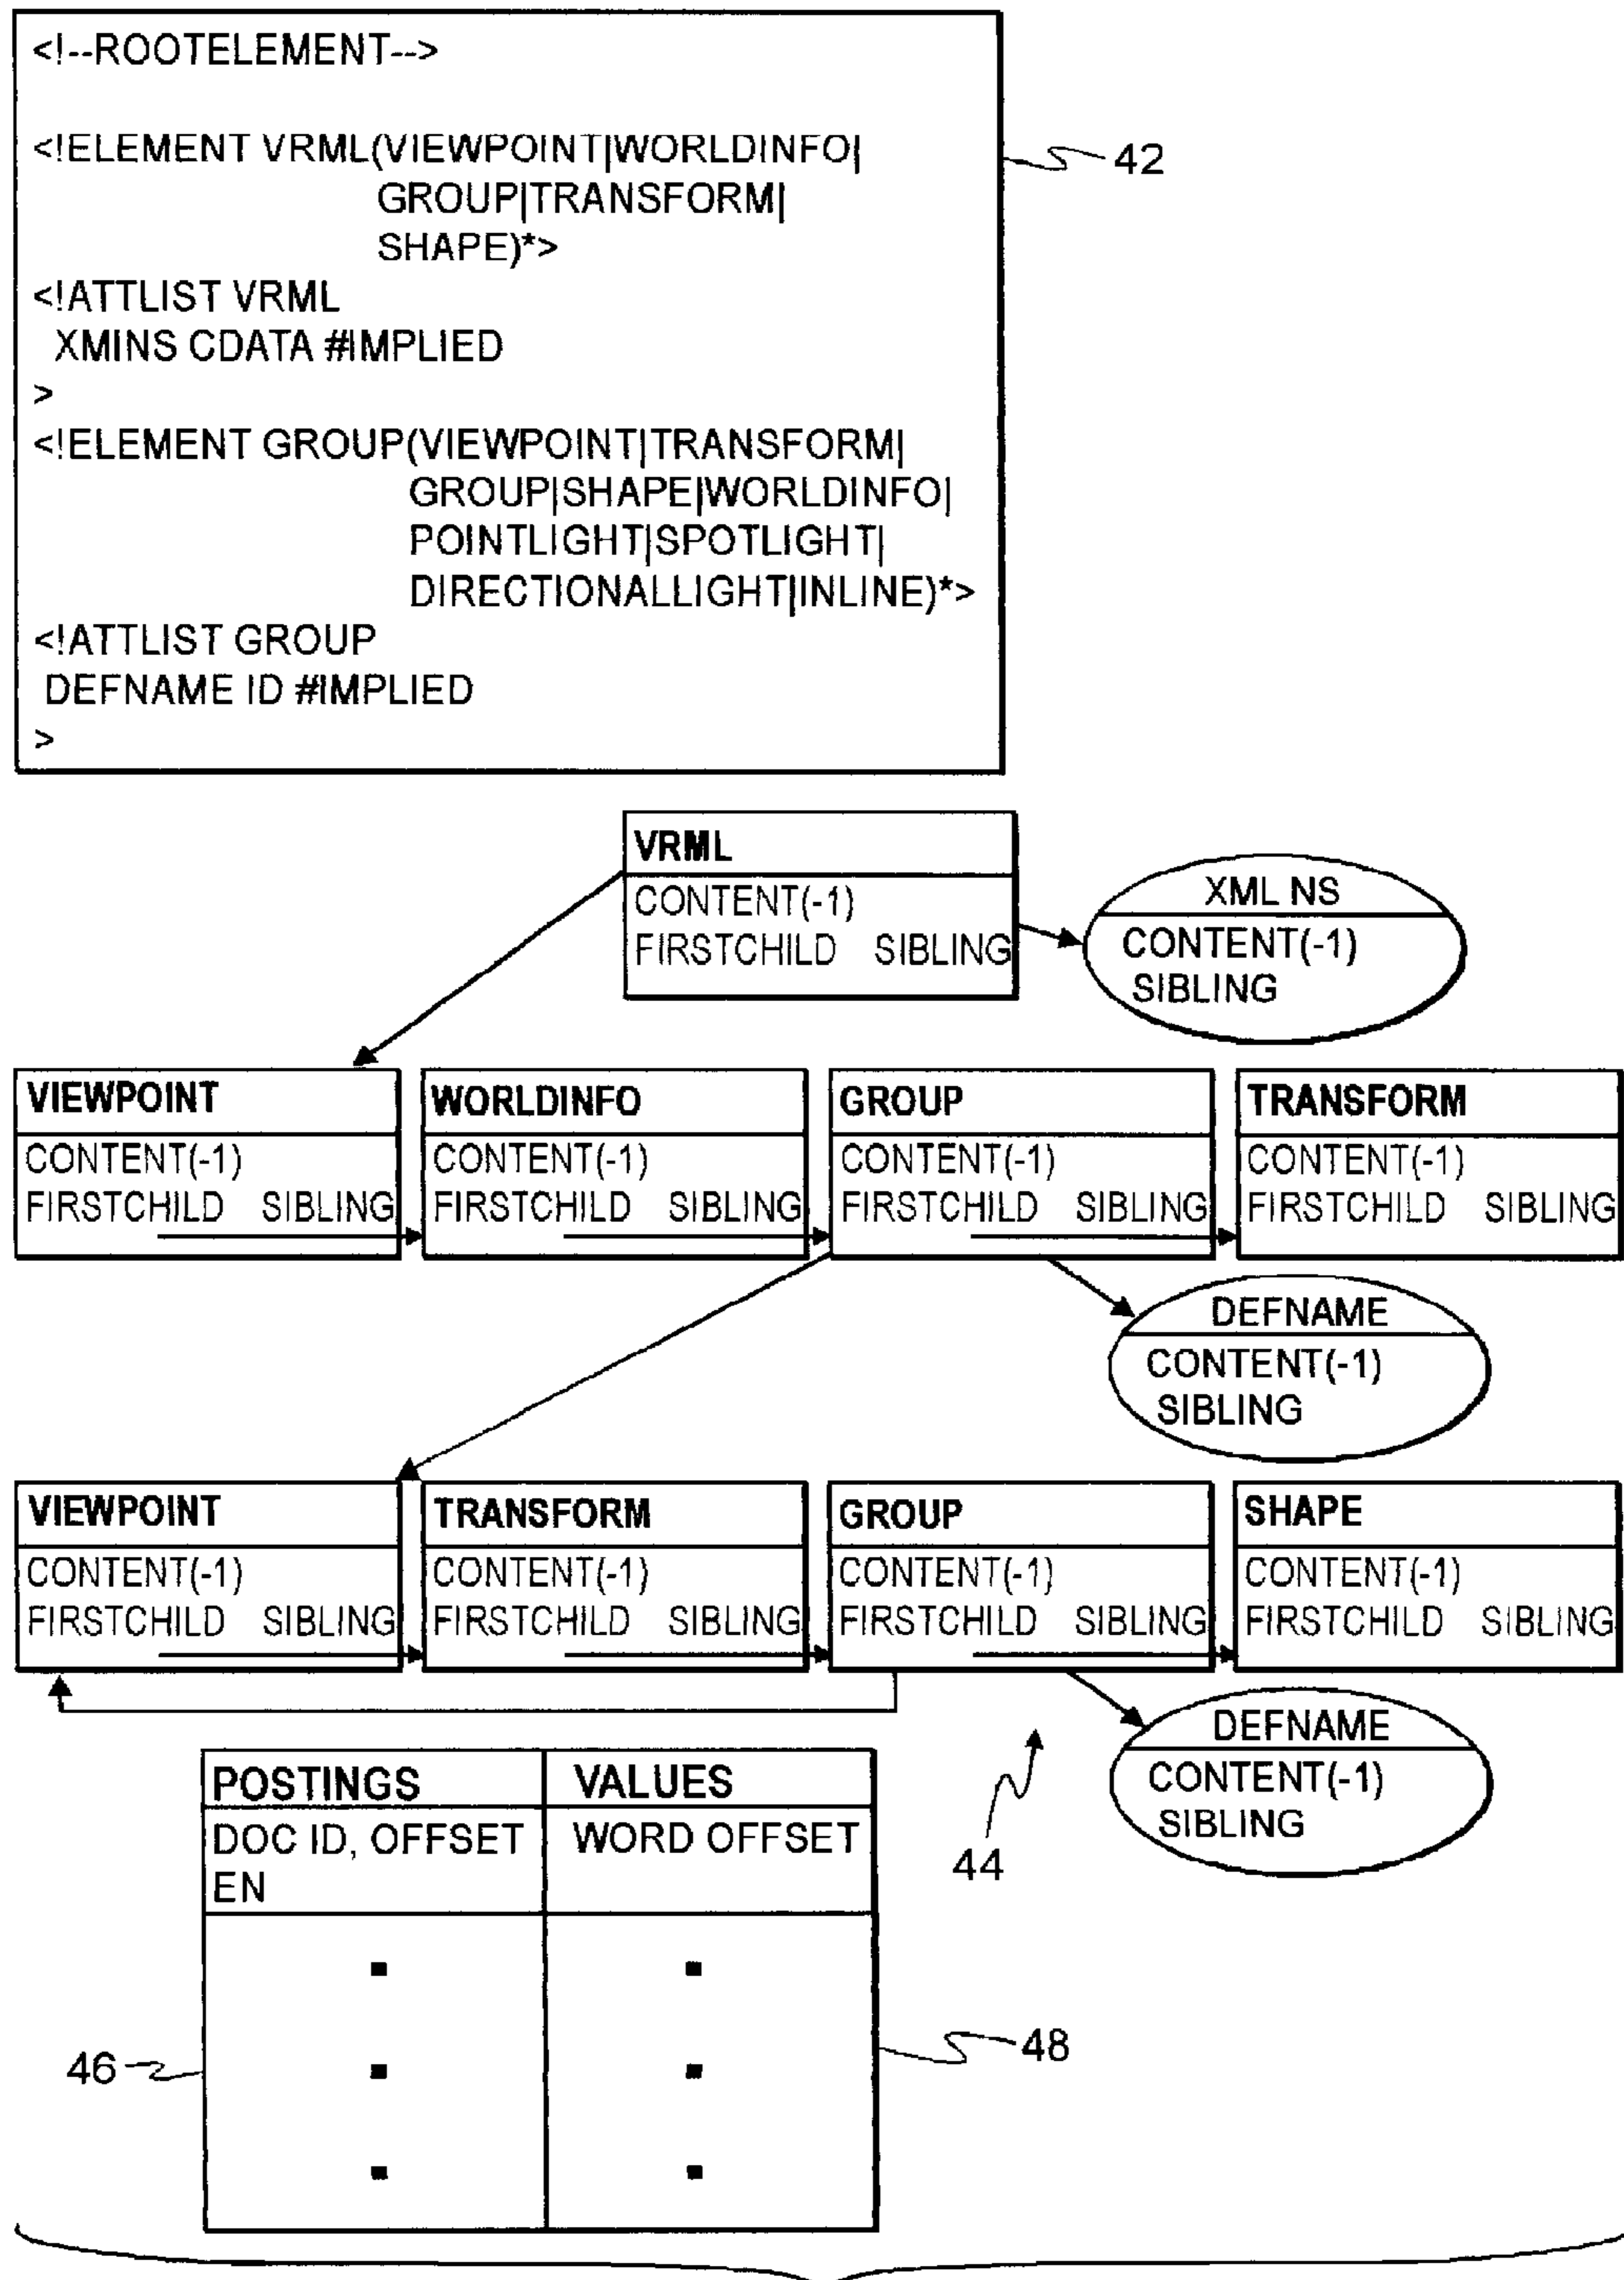 <!--ROOTELEMENT-->
<!ELEMENT VRML(VIEWPOINT|WORLDINFO|
GROUP|TRANSFORM|
SHAPE)*>
<!ATTLIST VRML
XMINS CDATA #IMPLIED
>
<!ELEMENT GROUP(VIEWPOINT|TRANSFORM|
GROUP|SHAPE|WORLDINFO|
POINTLIGHT|SPOTLIGHT|
DIRECTIONALLIGHT|INLINE)*>
<!ATTLIST GROUP
DEFNAME ID #IMPLIED
>
42
VRML
CONTENT(-1)
FIRSTCHILD SIBLING
XML NS
CONTENT(-1)
SIBLING
VIEWPOINT
CONTENT(-1)
FIRSTCHILD SIBLING
WORLDINFO
CONTENT(-1)
FIRSTCHILD SIBLING
GROUP
CONTENT(-1)
FIRSTCHILD SIBLING
TRANSFORM
CONTENT(-1)
FIRSTCHILD SIBLING
DEFNAME
CONTENT(-1)
SIBLING
VIEWPOINT
CONTENT(-1)
FIRSTCHILD SIBLING
TRANSFORM
CONTENT(-1)
FIRSTCHILD SIBLING
GROUP
CONTENT(-1)
FIRSTCHILD SIBLING
SHAPE
CONTENT(-1)
FIRSTCHILD SIBLING
DEFNAME
CONTENT(-1)
SIBLING
44
POSTINGS VALUES
DOC ID, OFFSET WORD OFFSET
EN
46
48